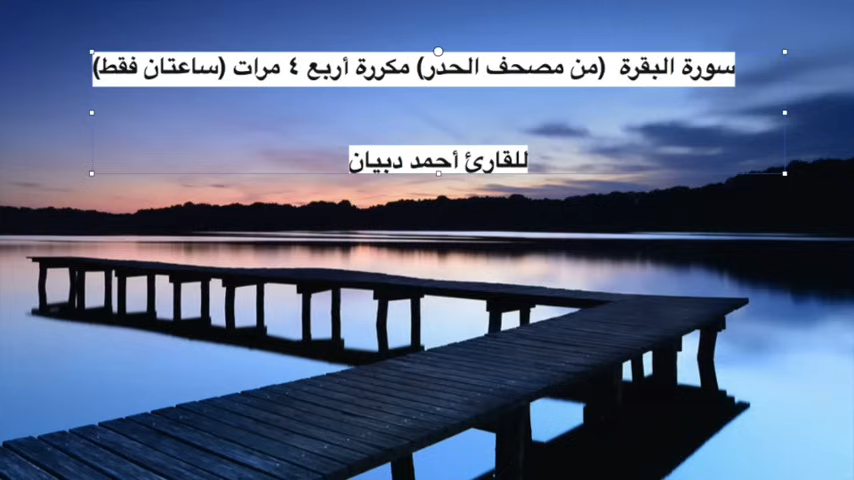 سورة البقرة (من مصحف الحدر) مكررة أربع ٤ مرات (ساعتان فقط)
للقارئ أحمد دبيان